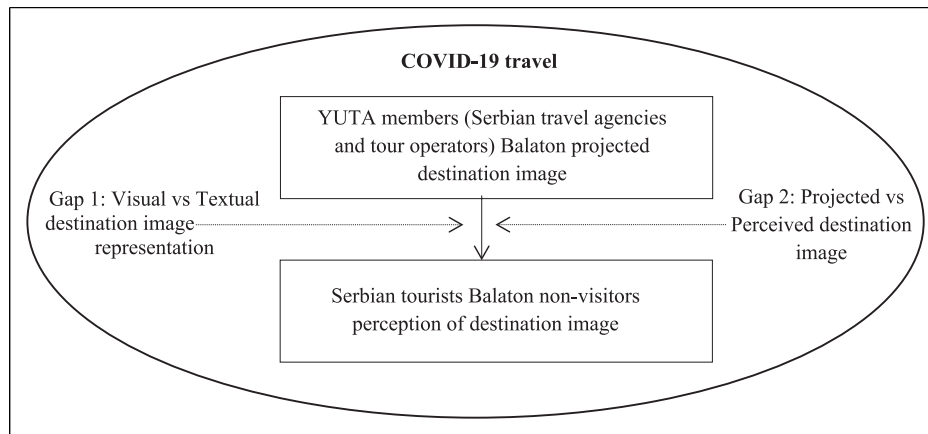 COVID-19 travel
YUTA members (Serbian travel agencies
and tour operators) Balaton projected
destination image
Gap 1: Visual vs Textual
destination image
representation
Gap 2: Projected vs
Perceived destination
image
Serbian tourists Balaton non-visitors
perception of destination image